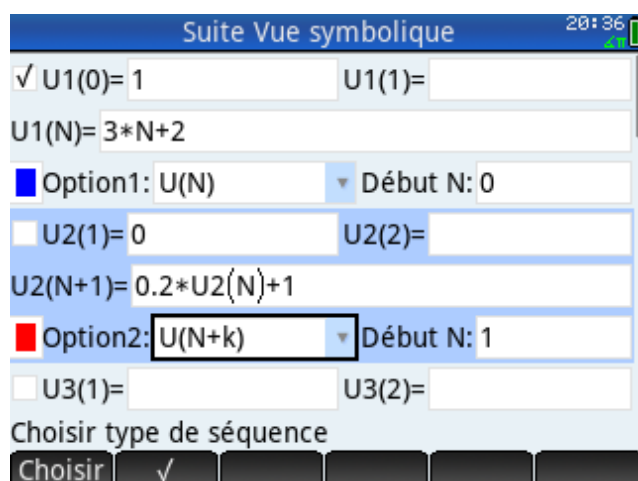 Suite Vue symbolique 20:36
∡π
√ U1(0)= 1 U1(1)=
U1(N)= 3*N+2
Option1: U(N) Début N: 0
U2(1)= 0 U2(2)=
U2(N+1)= 0.2*U2(N)+1
Option2: U(N+k) Début N: 1
U3(1)= U3(2)=
Choisir type de séquence
Choisir √